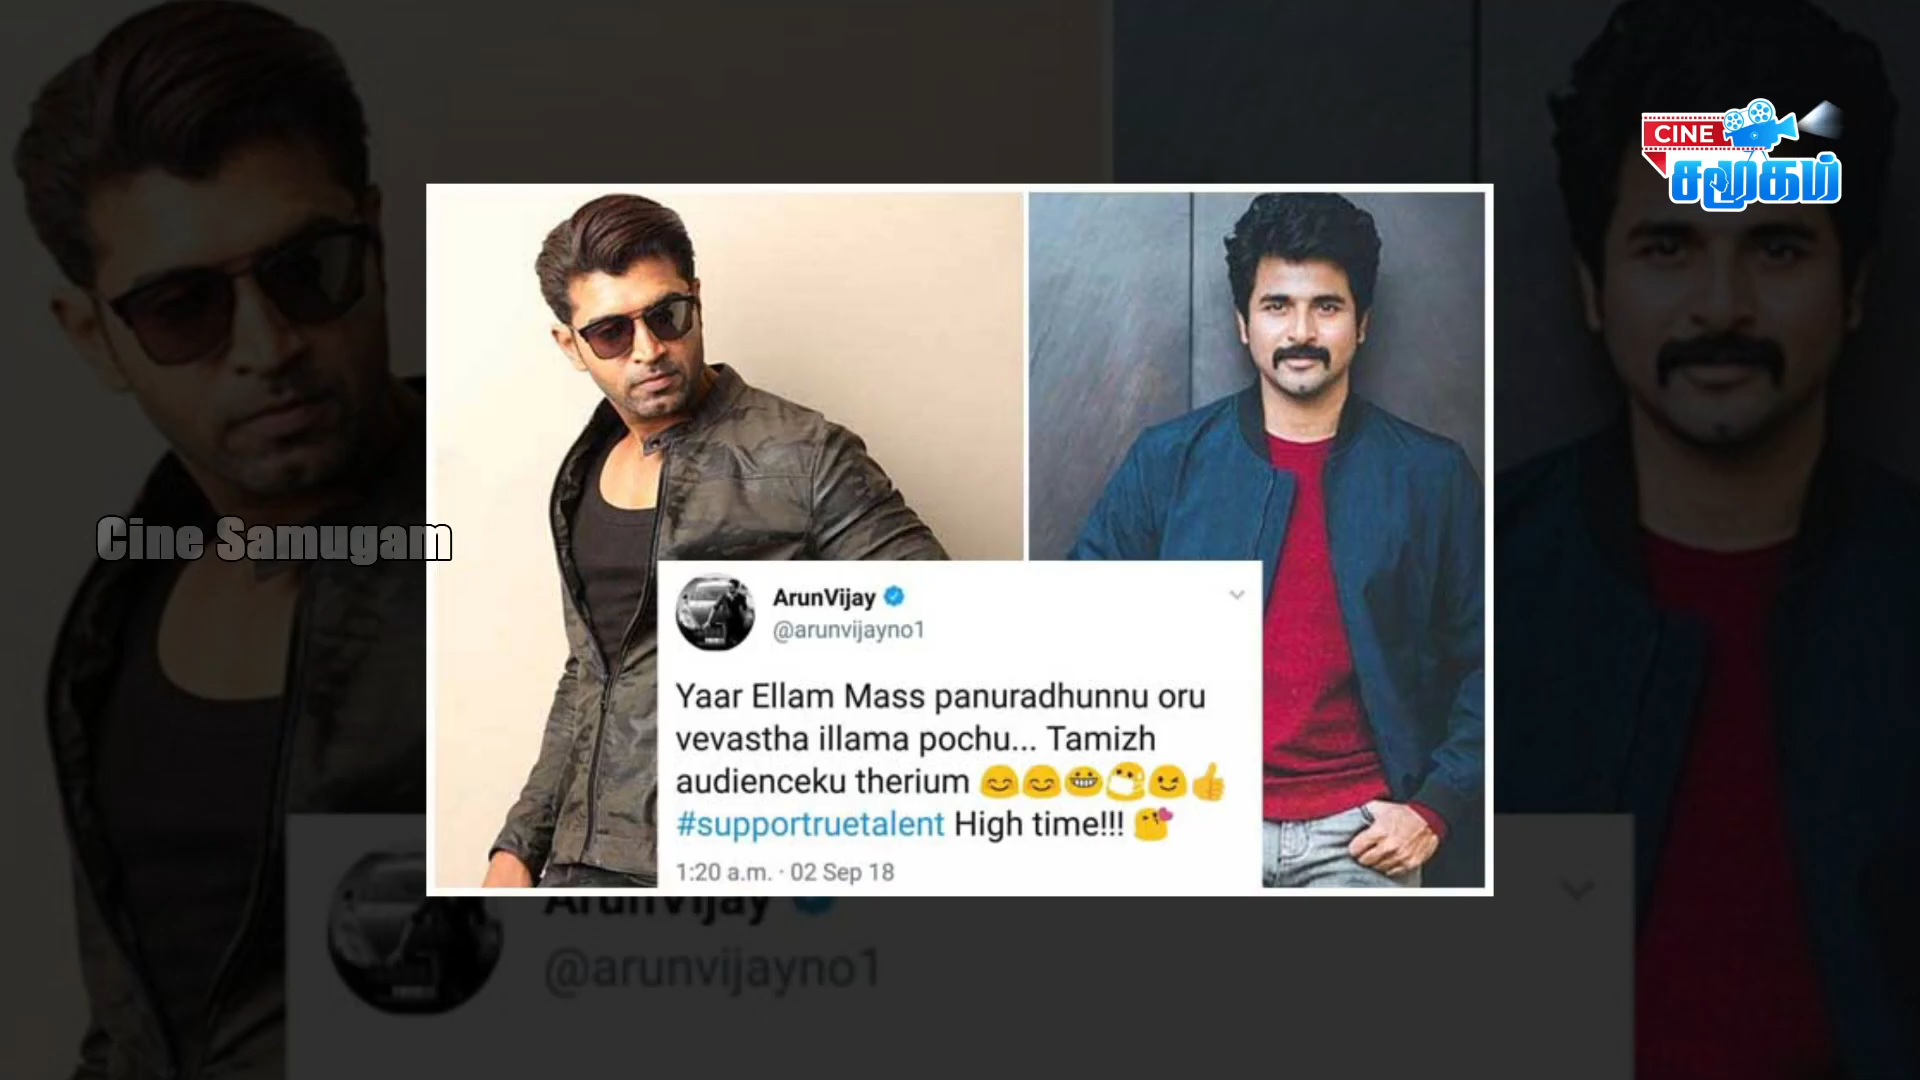 CINE
சமூகம்
Cine Samugam
ArunVijay
@arunvijayno1
Yaar Ellam Mass panuradhunnu oru
vevastha illama pochu... Tamizh
audienceku therium 😊😊😁😷😉👍
#supportruetalent High time!!! 😘
1:20 a.m. · 02 Sep 18
ArunVijay
@arunvijayno1